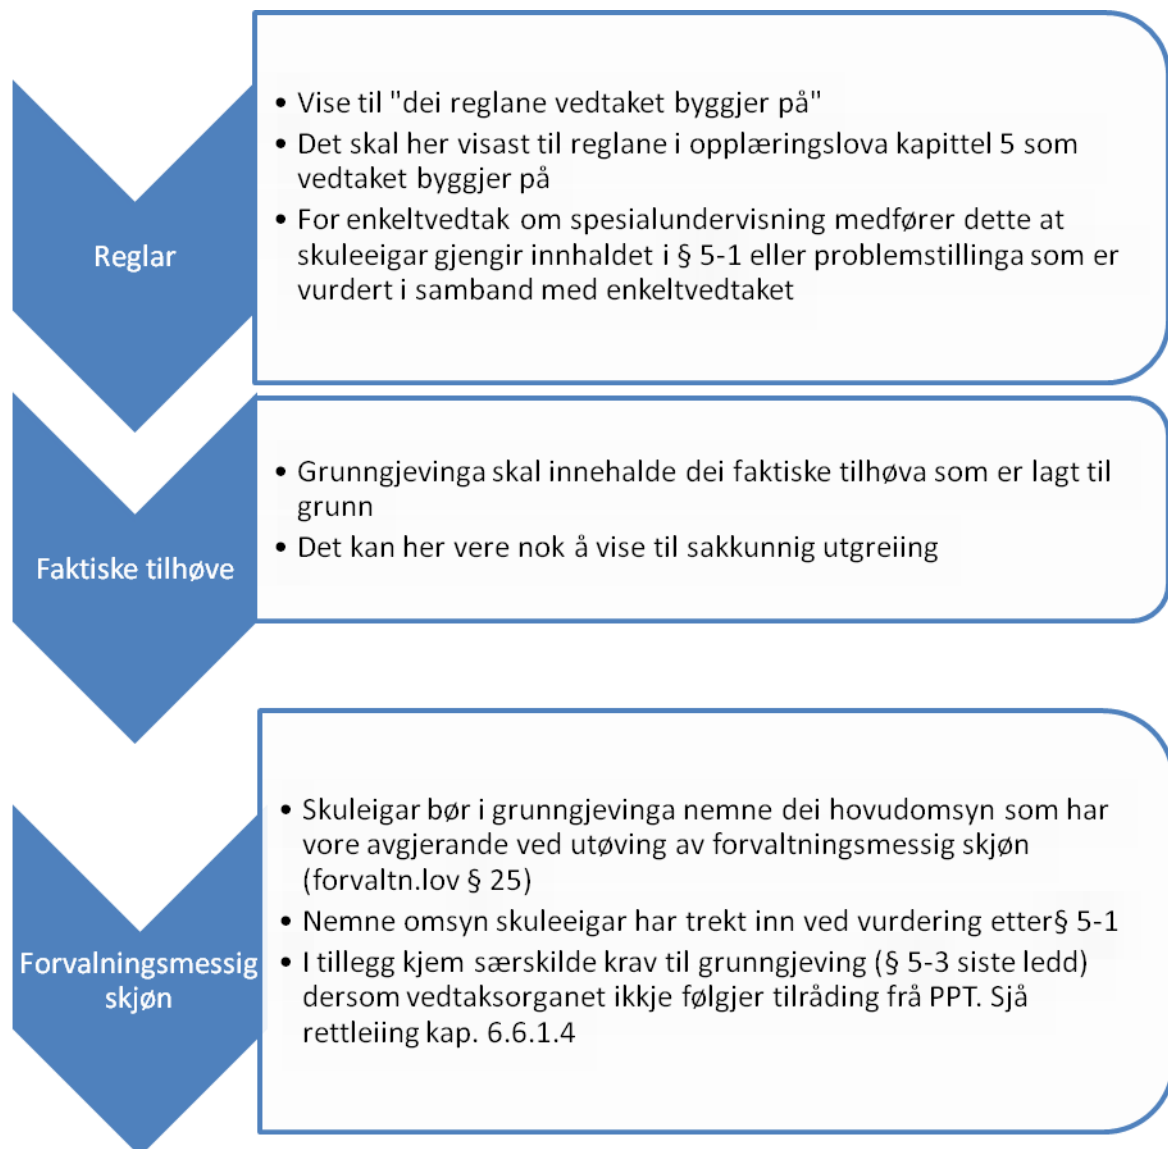 Reglar
• Vise til "dei reglane vedtaket byggjer på"
• Det skal her visast til reglane i opplæringslova kapittel 5 som
vedtaket byggjer på
• For enkeltvedtak om spesialundervisning medfører dette at
skuleeigar gjengir innhaldet i § 5-1 eller problemstillinga som er
vurdert i samband med enkeltvedtaket
Faktiske tilhøve
• Grunngjevinga skal innehalde dei faktiske tilhøva som er lagt til
grunn
• Det kan her vere nok å vise til sakkunnig utgreiing
Forvalningsmessig
skjøn
• Skuleigar bør i grunngjevinga nemne dei hovudomsyn som har
vore avgjerande ved utøving av forvaltningsmessig skjøn
(forvaltn.lov § 25)
• Nemne omsyn skuleeigar har trekt inn ved vurdering etter§ 5-1
• I tillegg kjem særskilde krav til grunngjeving (§ 5-3 siste ledd)
dersom vedtaksorganet ikkje følgjer tilråding frå PPT. Sjå
rettleiing kap. 6.6.1.4